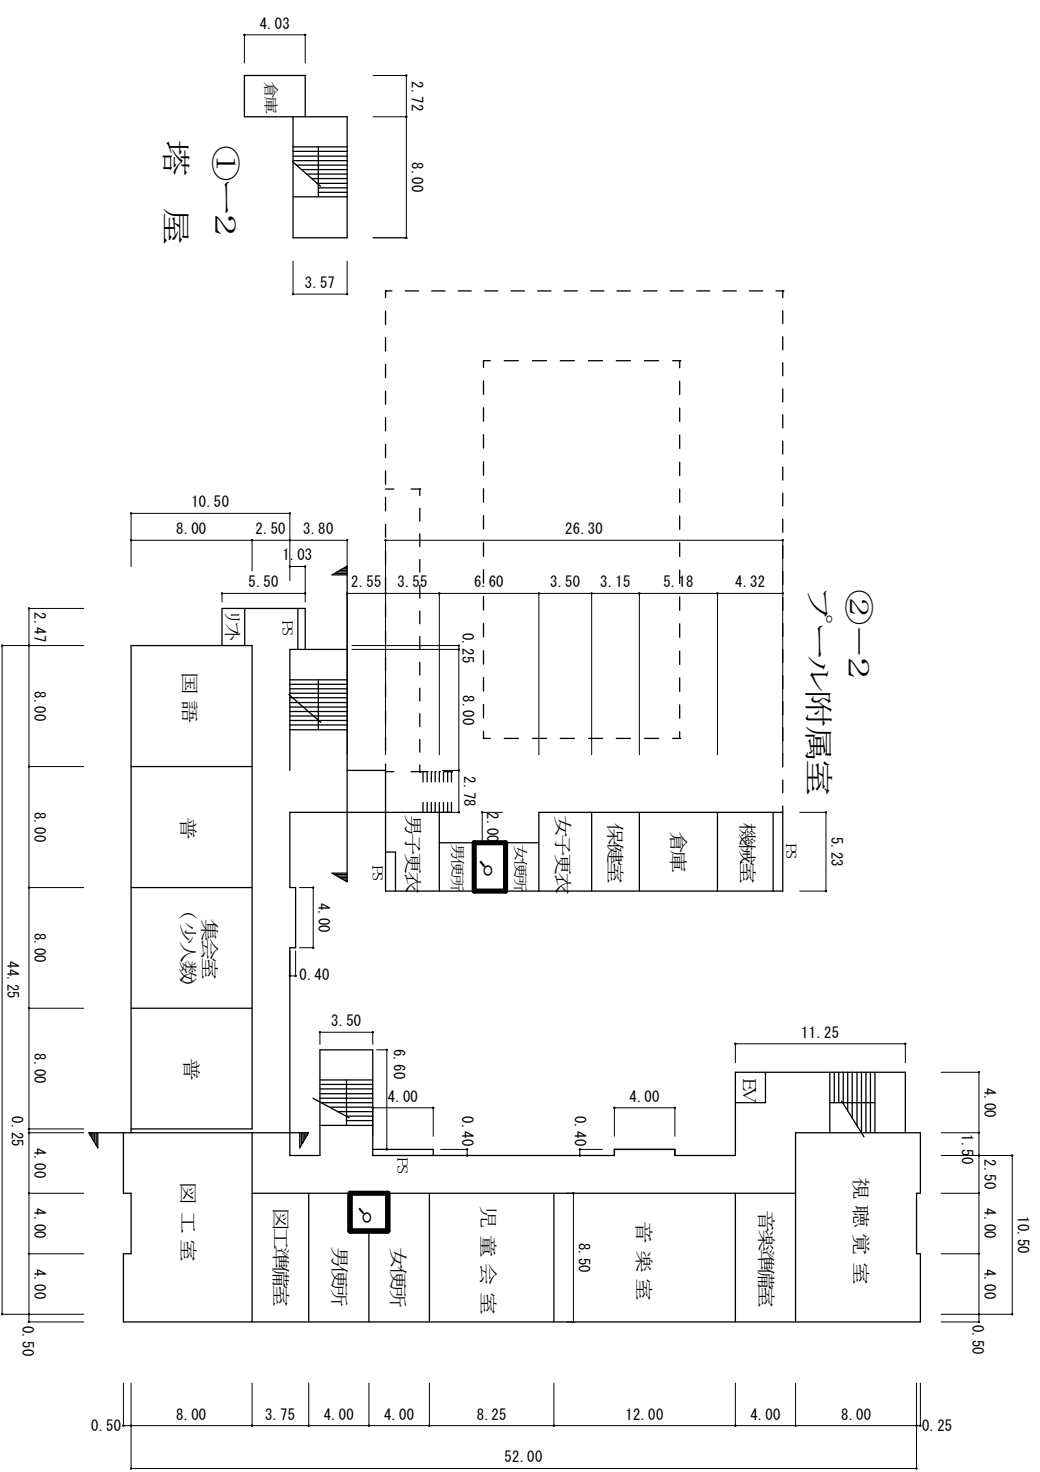 4.03
倉庫
2.72
8.00
①―2
塔 屋
3.57
10.50
8.00
2.50
3.80
26.30
1.03
5.50
2.55
3.55
6.60
3.50
3.15
5.18
4.32
②―2
プール附属室
2.47
リフト
PS
0.25
8.00
2.78
国語
8.00
普
8.00
集会室
(少人数)
8.00
普
8.00
44.25
0.25
4.00
0.40
男子更衣
PS
男便所
2.00
女便所
女子更衣
保健室
倉庫
機械室
PS
5.23
3.50
6.60
4.00
0.40
PS
0.40
4.00
11.25
EV
4.00
1.50
2.50
4.00
4.00
10.50
0.50
4.00
4.00
4.00
0.50
図工室
図工準備室
男便所
女便所
児童会室
8.50
音楽室
音楽準備室
視聴覚室
0.50
8.00
3.75
4.00
4.00
8.25
12.00
4.00
8.00
0.25
52.00